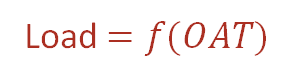 Load = f(OAT)